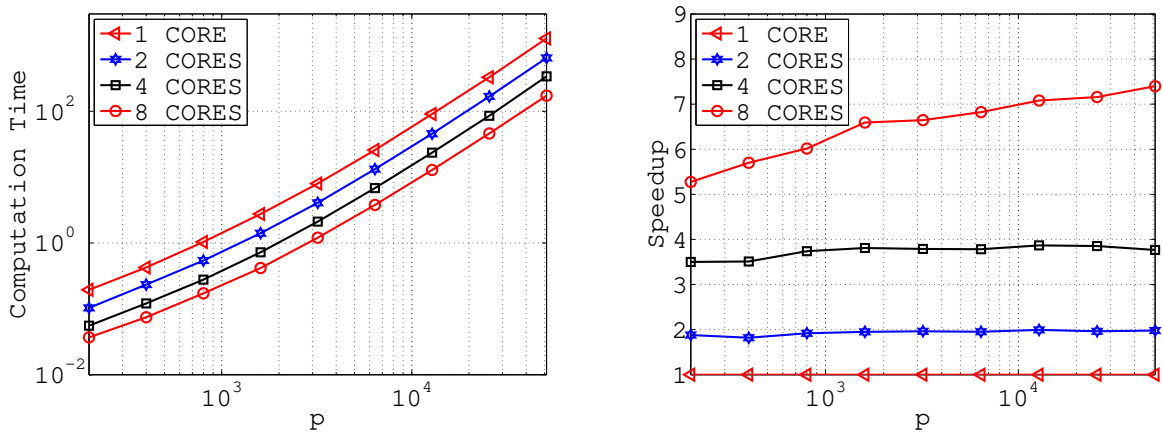 1 CORE
2 CORES
4 CORES
8 CORES
Computation Time
10^2
10^0
10^-2
10^3
10^4
p
1 CORE
2 CORES
4 CORES
8 CORES
Speedup
9
8
7
6
5
4
3
2
1
10^3
10^4
p